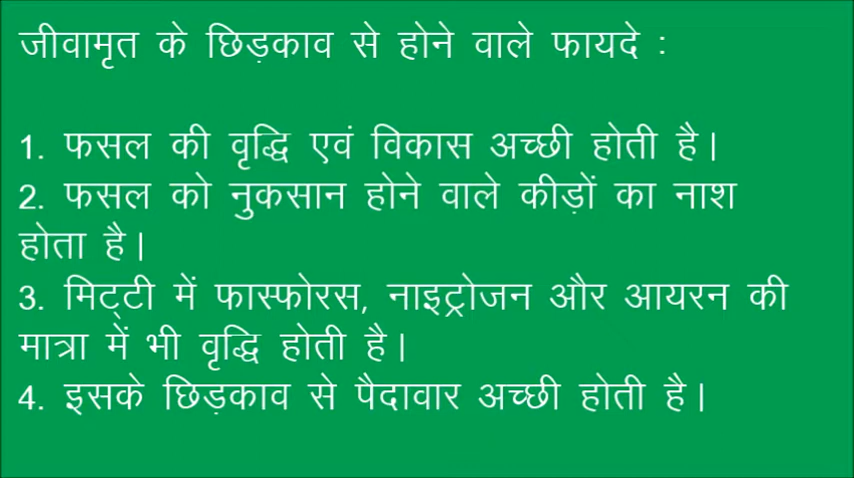 जीवामृत के छिड़काव से होने वाले फायदे :
1. फसल की वृद्धि एवं विकास अच्छी होती है।
2. फसल को नुकसान होने वाले कीड़ों का नाश
होता है।
3. मिट्टी में फास्फोरस, नाइट्रोजन और आयरन की
मात्रा में भी वृद्धि होती है।
4. इसके छिड़काव से पैदावार अच्छी होती है।